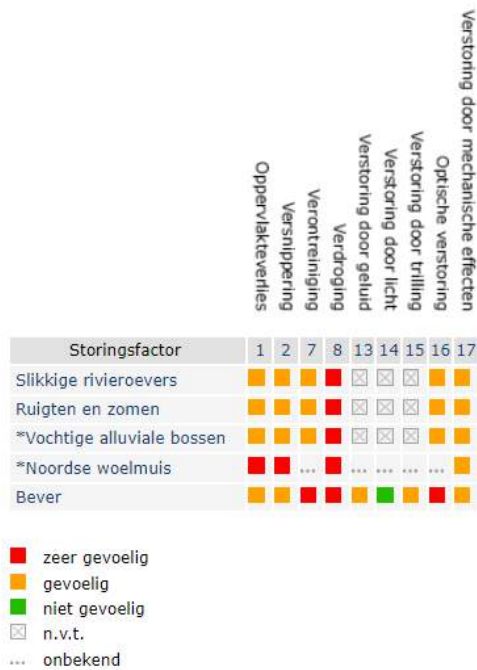 Oppervlakteverlies
Versnippering
Verontreiniging
Verdroging
Verstoring door geluid
Verstoring door licht
Verstoring door trilling
Optische verstoring
Verstoring door mechanische effecten
Storingsfactor 1 2 7 8 13 14 15 16 17
Slikkige rivieroevers
Ruigten en zomen
*Vochtige alluviale bossen
*Noordse woelmuis ... ... ... ... ...
Bever
zeer gevoelig
gevoelig
niet gevoelig
n.v.t.
... onbekend